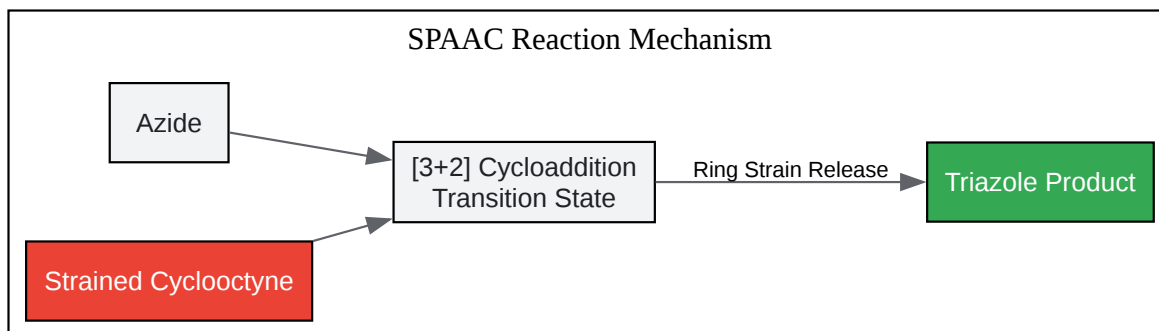 SPAAC Reaction Mechanism
Azide
[3+2] Cycloaddition
Transition State
Ring Strain Release
Triazole Product
Strained Cyclooctyne